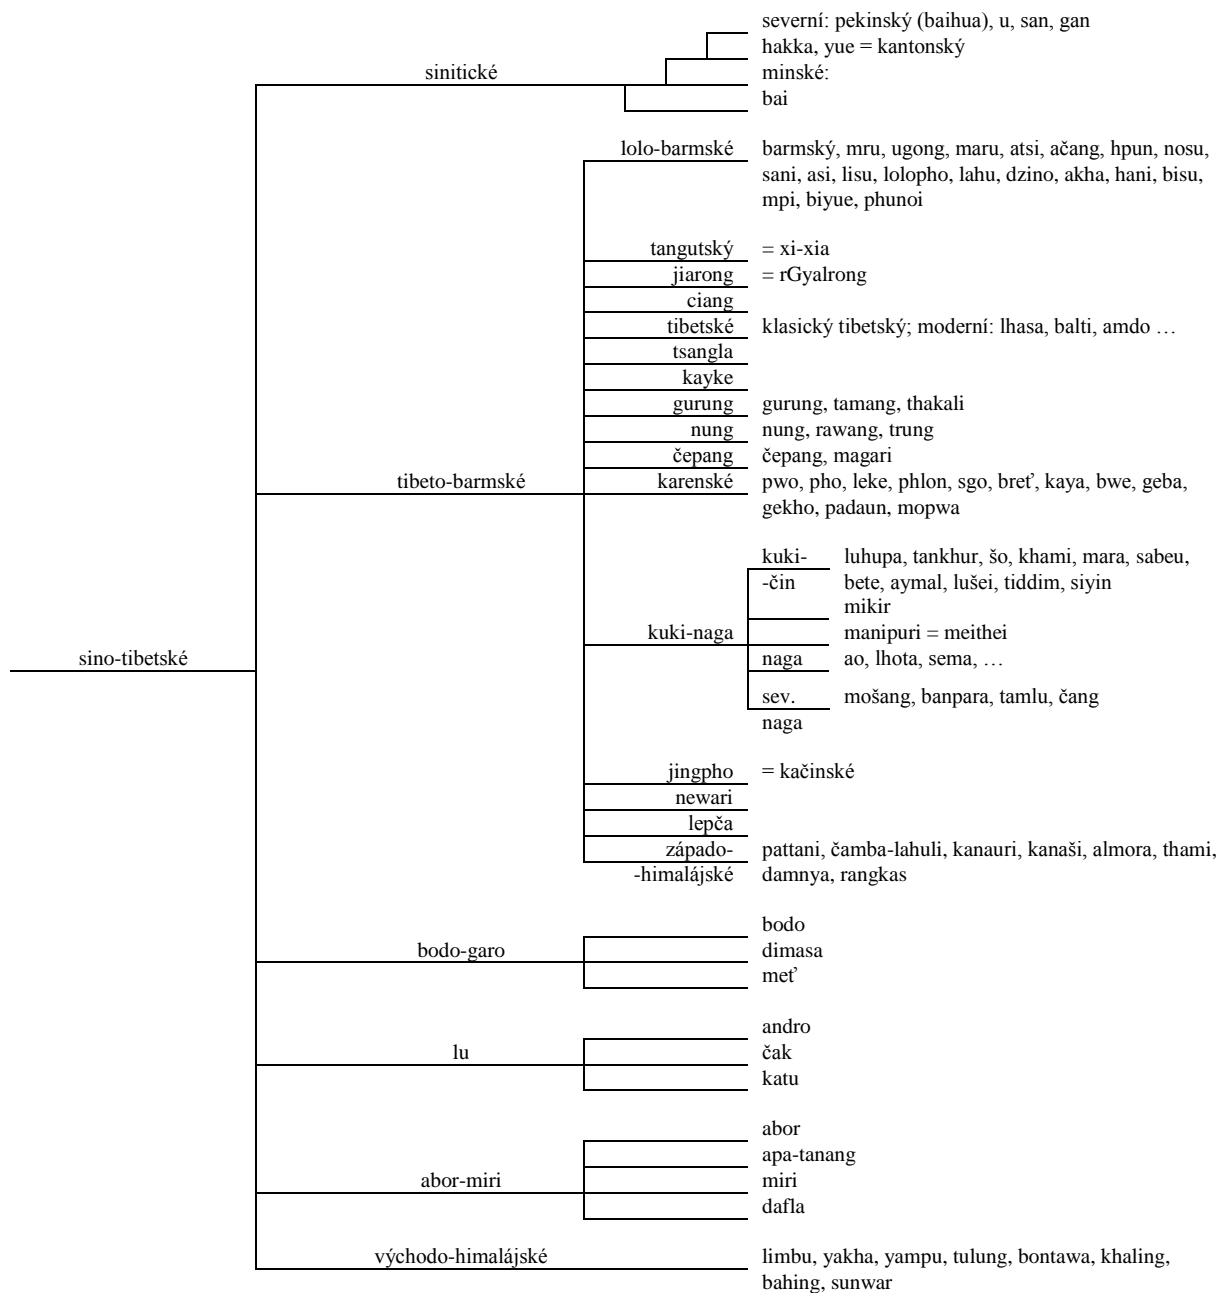 severní: pekinský (baihua), u, san, gan
hakka, yue = kantonský
sinitické
minské:
bai
lolo-barmské
barmský, mru, ugong, maru, atsi, ačang, hpun, nosu,
sani, asi, lisu, lolopho, lahu, dzino, akha, hani, bisu,
mpi, biyue, phunoi
tangutský
= xi-xia
jiarong
= rGyalrong
ciang
tibetské
klasický tibetský; moderní: lhasa, balti, amdo …
tsangla
kayke
gurung
gurung, tamang, thakali
nung
nung, rawang, trung
čepang
čepang, magari
tibeto-barmské
karenské
pwo, pho, leke, phlon, sgo, breť, kaya, bwe, geba,
gekho, padaun, mopwa
kuki-
luhupa, tankhur, šo, khami, mara, sabeu,
-čin
bete, aymal, lušei, tiddim, siyin
mikir
kuki-naga
manipuri = meithei
sino-tibetské
naga
ao, lhota, sema, …
sev.
mošang, banpara, tamlu, čang
naga
jingpho
= kačinské
newari
lepča
západo-
pattani, čamba-lahuli, kanauri, kanaši, almora, thami,
-himalájské
damnya, rangkas
bodo
bodo-garo
dimasa
meť
andro
lu
čak
katu
abor
apa-tanang
abor-miri
miri
dafla
východo-himalájské
limbu, yakha, yampu, tulung, bontawa, khaling,
bahing, sunwar